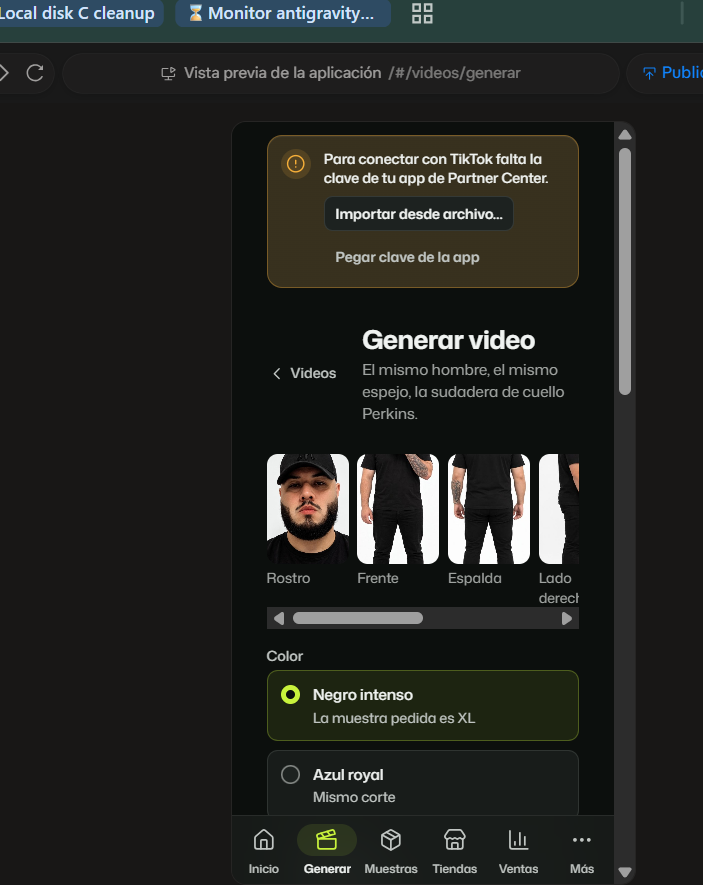 Local disk C cleanup
⌛ Monitor antigravity...
Vista previa de la aplicación /#/videos/generar
Para conectar con TikTok falta la
clave de tu app de Partner Center.
Importar desde archivo...
Pegar clave de la app
Generar video
Videos
El mismo hombre, el mismo
espejo, la sudadera de cuello
Perkins.
Rostro
Frente
Espalda
Lado
Color
Negro intenso
La muestra pedida es XL
Azul royal
Mismo corte
Inicio
Generar
Muestras
Tiendas
Ventas
Más